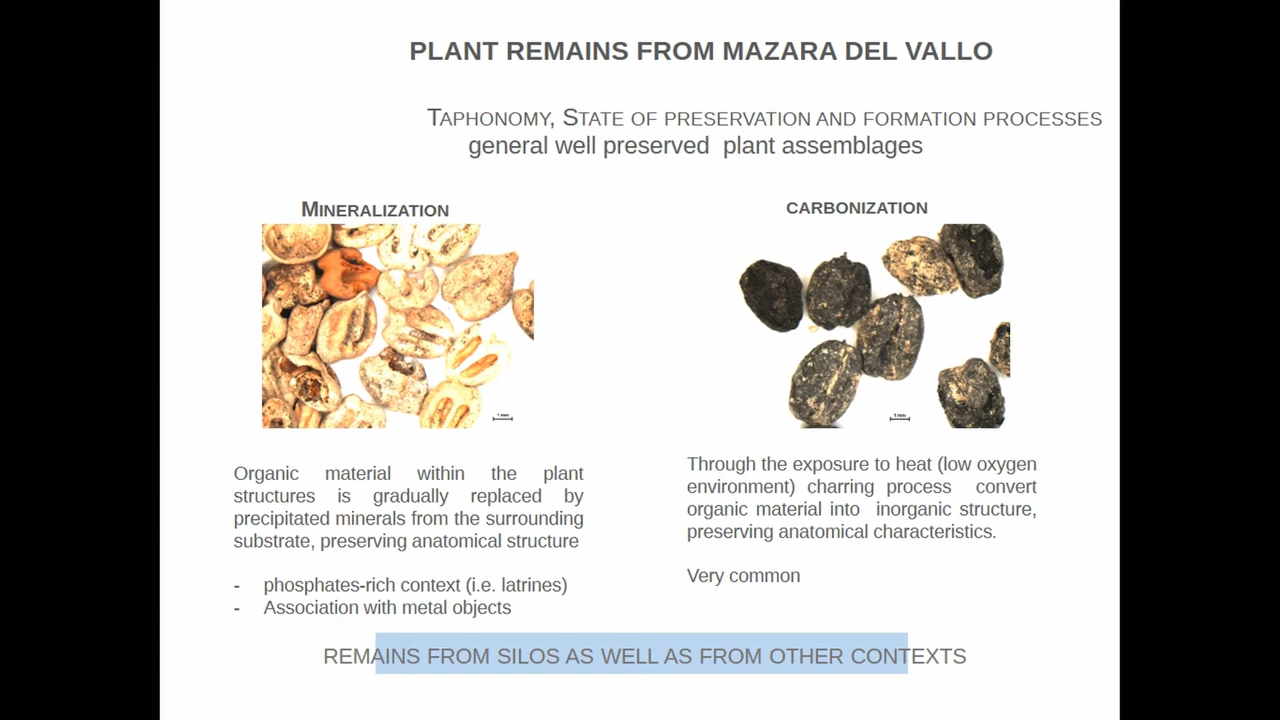 PLANT REMAINS FROM MAZARA DEL VALLO
TAPHONOMY, STATE OF PRESERVATION AND FORMATION PROCESSES
general well preserved plant assemblages
MINERALIZATION
1 mm
Organic material within the plant
structures is gradually replaced by
precipitated minerals from the surrounding
substrate, preserving anatomical structure
- phosphates-rich context (i.e. latrines)
- Association with metal objects
CARBONIZATION
1 mm
Through the exposure to heat (low oxygen
environment) charring process convert
organic material into inorganic structure,
preserving anatomical characteristics.
Very common
REMAINS FROM SILOS AS WELL AS FROM OTHER CONTEXTS